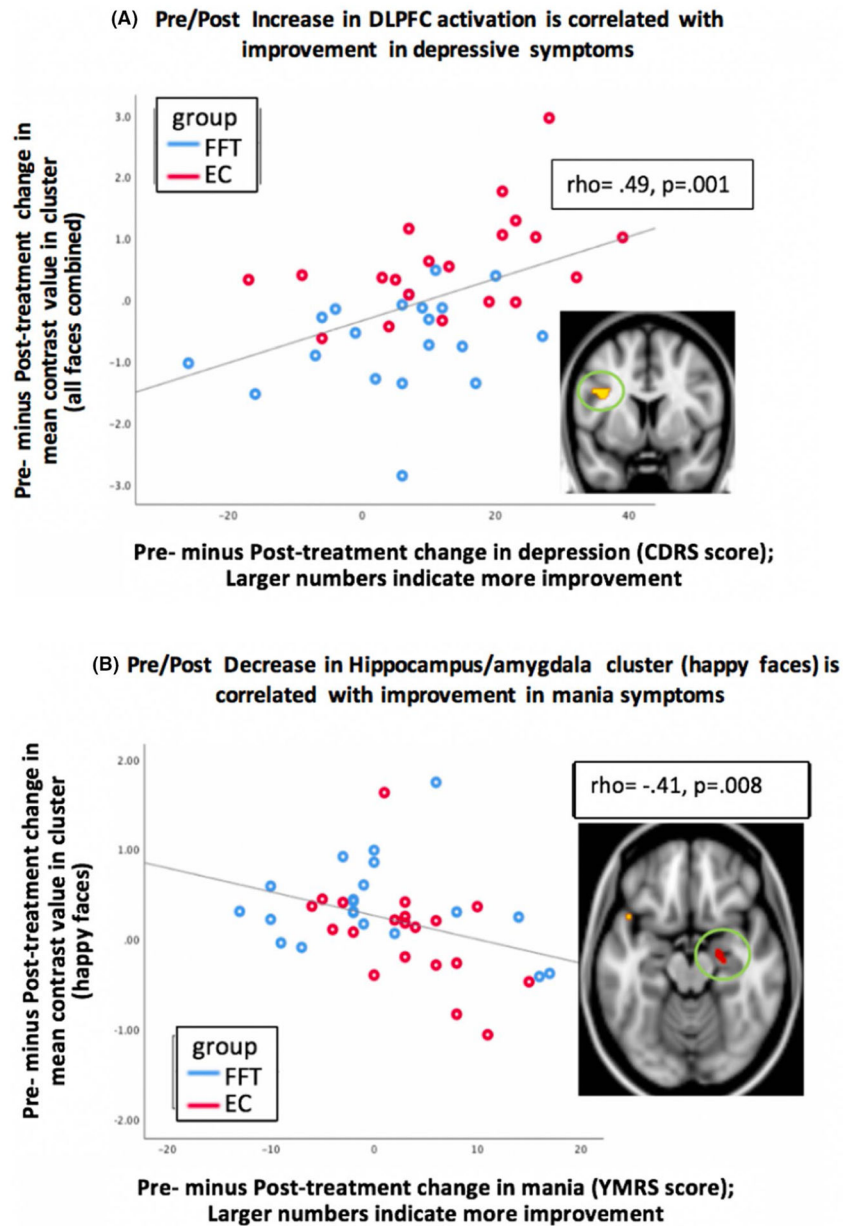 (A) Pre/Post Increase in DLPFC activation is correlated with
improvement in depressive symptoms
Pre- minus Post-treatment change in
mean contrast value in cluster
(all faces combined)
3.0
2.0
1.0
.0
-1.0
-2.0
-3.0
group
FFT
EC
rho= .49, p=.001
-20
0
20
40
Pre- minus Post-treatment change in depression (CDRS score);
Larger numbers indicate more improvement
(B) Pre/Post Decrease in Hippocampus/amygdala cluster (happy faces) is
correlated with improvement in mania symptoms
Pre- minus Post-treatment change in
mean contrast value in cluster
(happy faces)
2.00
1.00
.00
-1.00
-2.00
rho= -.41, p=.008
group
FFT
EC
-20
-10
0
10
20
Pre- minus Post-treatment change in mania (YMRS score);
Larger numbers indicate more improvement